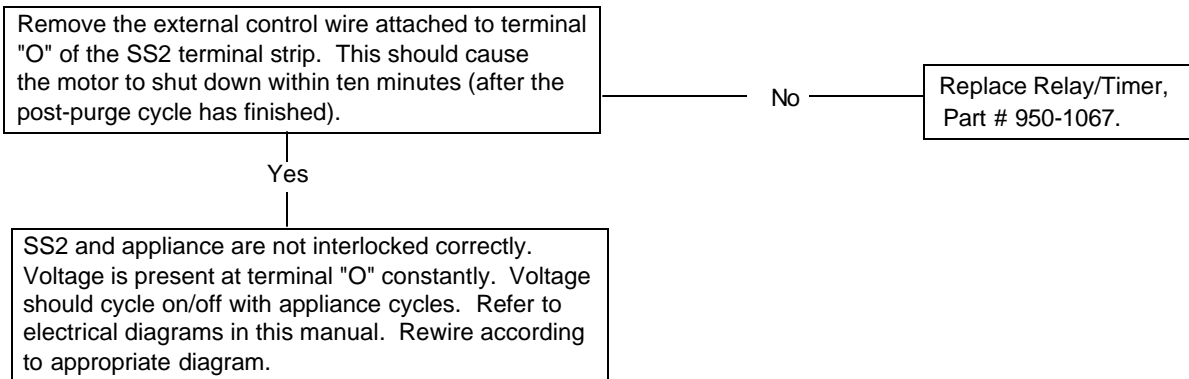 Remove the external control wire attached to terminal
"O" of the SS2 terminal strip.  This should cause
the motor to shut down within ten minutes (after the
post-purge cycle has finished).
No
Replace Relay/Timer,
Part # 950-1067.
Yes
SS2 and appliance are not interlocked correctly.
Voltage is present at terminal "O" constantly.  Voltage
should cycle on/off with appliance cycles.  Refer to
electrical diagrams in this manual.  Rewire according
to appropriate diagram.